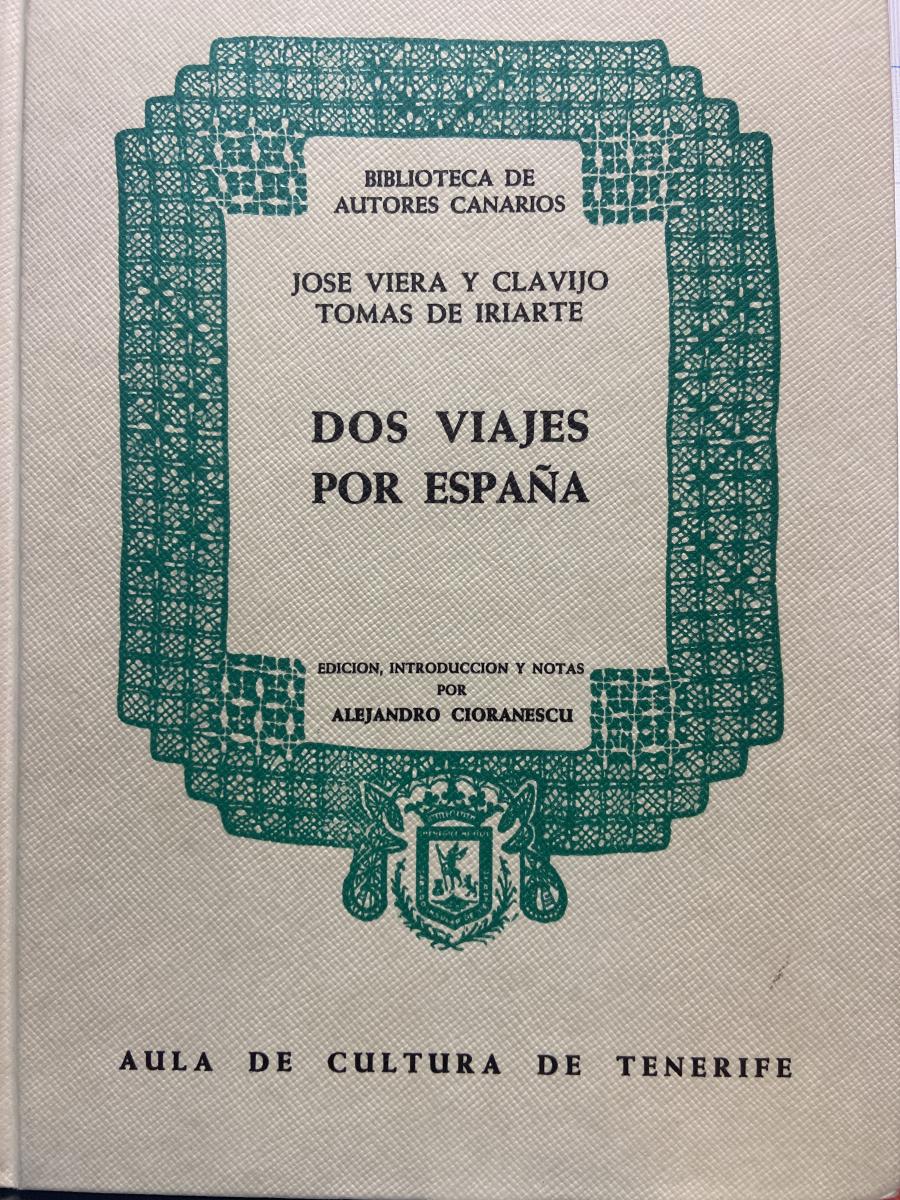 BIBLIOTECA DE
AUTORES CANARIOS
JOSE VIERA Y CLAVIJO
TOMAS DE IRIARTE
DOS VIAJES
POR ESPAÑA
EDICION, INTRODUCCION Y NOTAS
POR
ALEJANDRO CIORANESCU
AULA DE CULTURA DE TENERIFE